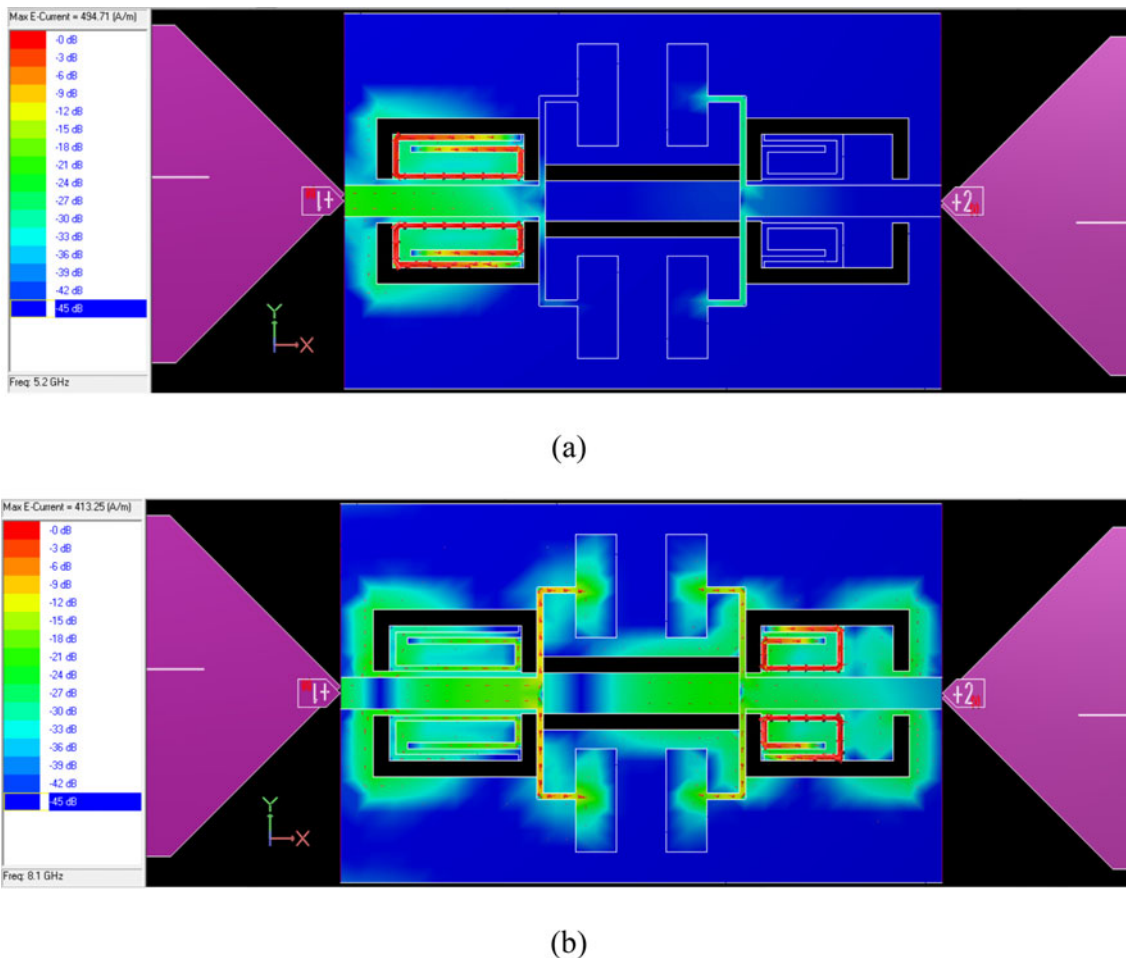 Max E-Current = 494.71 (A/m)
-0 dB
-3 dB
-6 dB
-9 dB
-12 dB
-15 dB
-18 dB
-21 dB
-24 dB
-27 dB
-30 dB
-33 dB
-36 dB
-39 dB
-42 dB
-45 dB
Freq: 5.2 GHz
1+
+2
Y
X
(a)
Max E-Current = 413.25 (A/m)
-0 dB
-3 dB
-6 dB
-9 dB
-12 dB
-15 dB
-18 dB
-21 dB
-24 dB
-27 dB
-30 dB
-33 dB
-36 dB
-39 dB
-42 dB
-45 dB
Freq: 8.1 GHz
1+
+2
Y
X
(b)